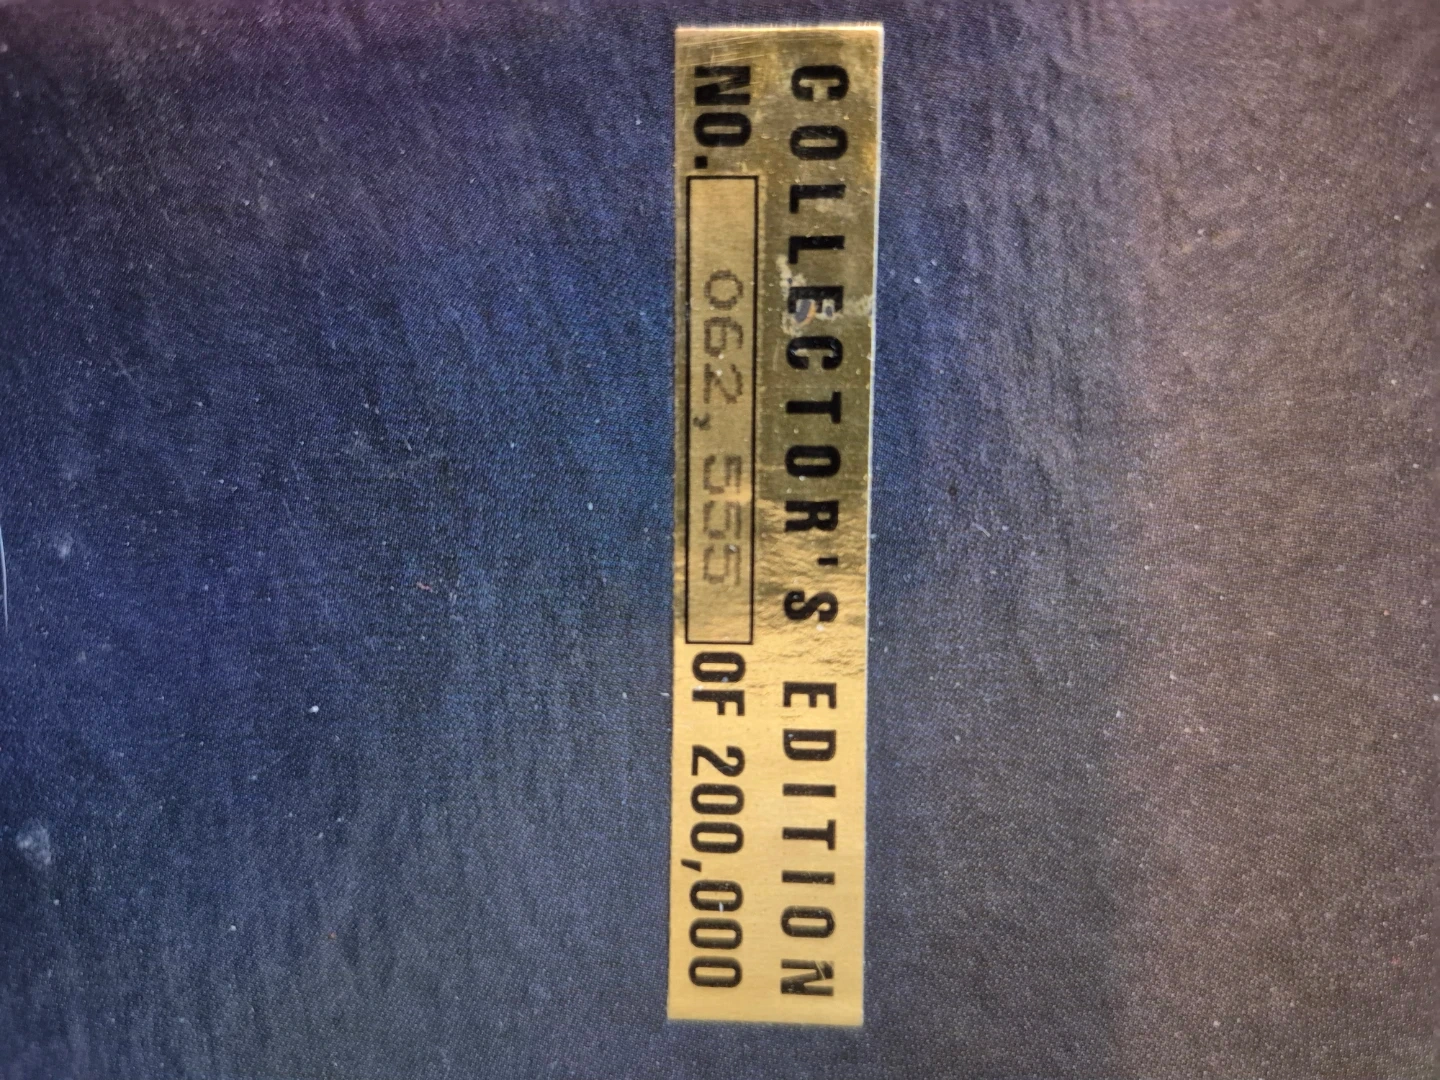 COLLECTOR'S EDITION
NO. 062,555 OF 200,000